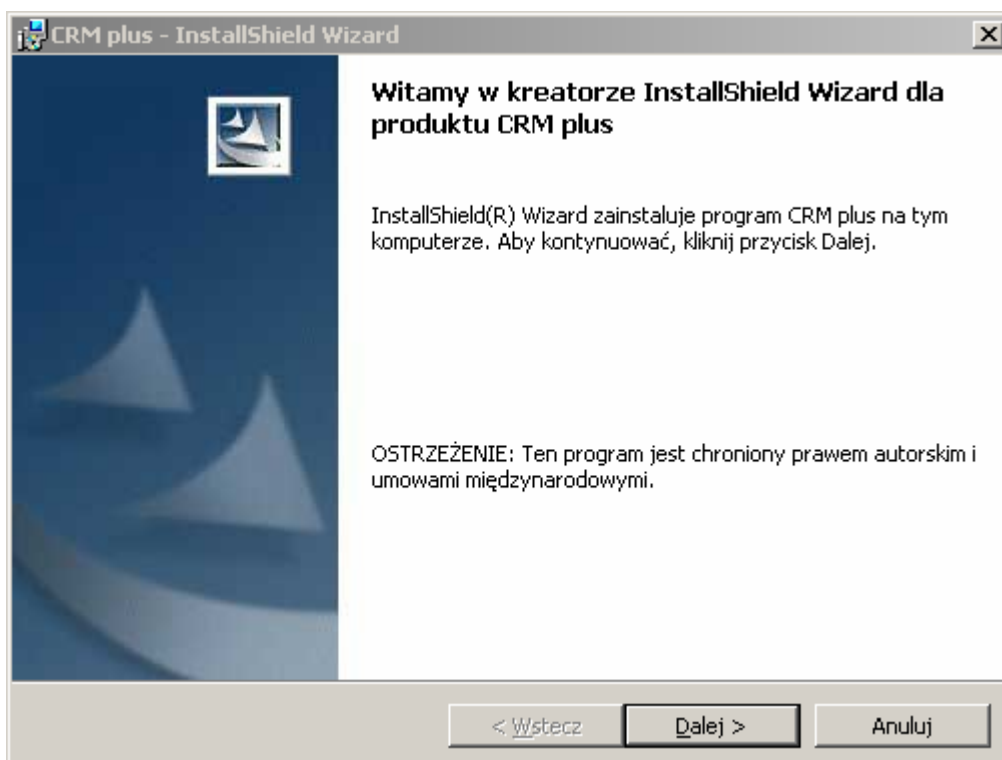 CRM plus - InstallShield Wizard
Witamy w kreatorze InstallShield Wizard dla
produktu CRM plus
InstallShield(R) Wizard zainstaluje program CRM plus na tym
komputerze. Aby kontynuować, kliknij przycisk Dalej.
OSTRZEŻENIE: Ten program jest chroniony prawem autorskim i
umowami międzynarodowymi.
< Wstecz Dalej > Anuluj